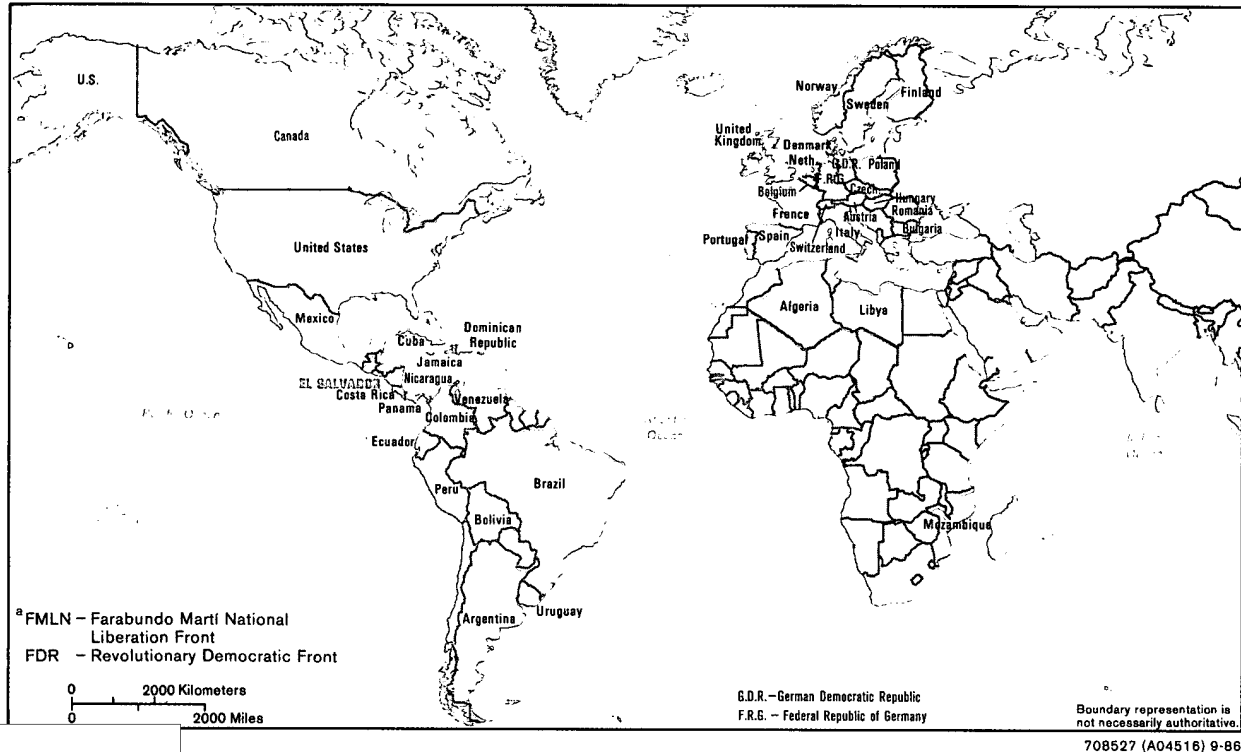 U.S.
Canada
United States
Mexico
Cuba
Dominican
Republic
Jamaica
EL SALVADOR
Nicaragua
Costa Rica
Panama
Venezuela
Colombia
Ecuador
Peru
Brazil
Bolivia
Argentina
Uruguay
Norway
Sweden
Finland
United
Kingdom
Denmark
Neth.
G.D.R.
Poland
F.R.G.
Belgium
Czech.
Hungary
France
Austria
Romania
Bulgaria
Portugal
Spain
Switzerland
Italy
Algeria
Libya
Mozambique
Ocean
a FMLN – Farabundo Martí National
Liberation Front
FDR – Revolutionary Democratic Front
0 2000 Kilometers
0 2000 Miles
G.D.R.–German Democratic Republic
F.R.G. – Federal Republic of Germany
Boundary representation is
not necessarily authoritative.
708527 (A04516) 9-86